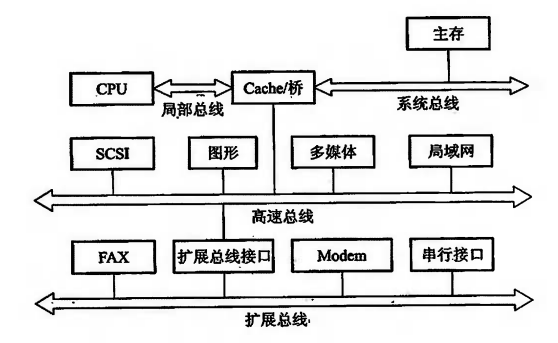 主存
CPU
Cache/桥
局部总线
系统总线
SCSI
图形
多媒体
局域网
高速总线
FAX
扩展总线接口
Modem
串行接口
扩展总线